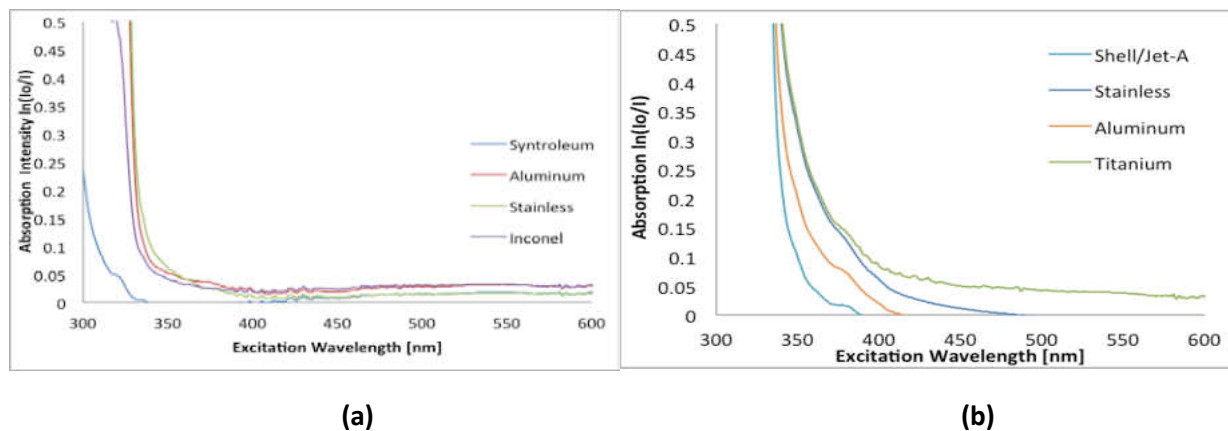 Absorption Intensity ln(Io/I)
0.5
0.45
0.4
0.35
0.3
0.25
0.2
0.15
0.1
0.05
0
Syntroleum
Aluminum
Stainless
Inconel
300 350 400 450 500 550 600
Excitation Wavelength [nm]
(a)
Absorption ln(Io/I)
0.5
0.45
0.4
0.35
0.3
0.25
0.2
0.15
0.1
0.05
0
Shell/Jet-A
Stainless
Aluminum
Titanium
300 350 400 450 500 550 600
Excitation Wavelength [nm]
(b)